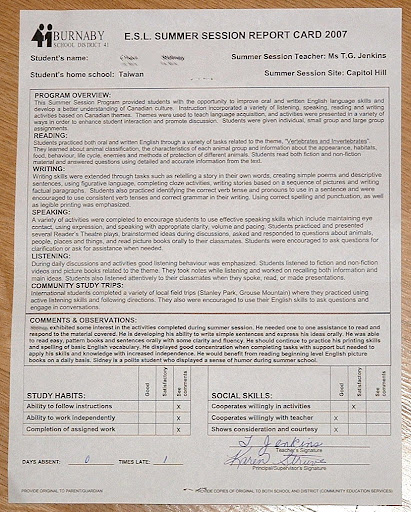 BURNABY
SCHOOL DISTRICT 41
E.S.L. SUMMER SESSION REPORT CARD 2007
Student's name:
Summer Session Teacher: Ms T.G. Jenkins
Student's home school: Taiwan
Summer Session Site: Capitol Hill
PROGRAM OVERVIEW:
This Summer Session Program provided students with the opportunity to improve oral and written English language skills and
develop a better understanding of Canadian culture. Instruction incorporated a variety of listening, speaking, reading and writing
activities based on Canadian themes. Themes were used to teach language acquisition, and activities were presented in a variety of
ways in order to enhance student interaction and promote discussion. Students were given individual, small group and large group
assignments.
READING:
Students practiced both oral and written English through a variety of tasks related to the theme, "Vertebrates and Invertebrates".
They learned about animal classification, the characteristics of each animal group and information about the appearance, habitats,
food, behaviour, life cycle, enemies and methods of protection of different animals. Students read both fiction and non-fiction
material and answered questions using detailed and accurate information from the text.
WRITING:
Writing skills were extended through tasks such as retelling a story in their own words, creating simple poems and descriptive
sentences, using figurative language, completing cloze activities, writing stories based on a sequence of pictures and writing
factual paragraphs. Students also practiced identifying the correct verb tense and pronouns to use in a sentence and were
encouraged to use consistent verb tenses and correct grammar in their writing. Using correct spelling and punctuation, as well
as legible printing was emphasized.
SPEAKING:
A variety of activities were completed to encourage students to use effective speaking skills which include maintaining eye
contact, using expression, and speaking with appropriate clarity, volume and pacing. Students practiced and presented
several Reader's Theatre plays, brainstormed ideas during discussions, asked and responded to questions about animals,
people, places and things, and read picture books orally to their classmates. Students were encouraged to ask questions for
clarification or ask for assistance when needed.
LISTENING:
During daily discussions and activities good listening behaviour was emphasized. Students listened to fiction and non-fiction
videos and picture books related to the theme. They took notes while listening and worked on recalling both information and
main ideas. Students also listened attentively to their classmates when they spoke, read, or made presentations.
COMMUNITY STUDY TRIPS:
International students completed a variety of local field trips (Stanley Park, Grouse Mountain) where they practiced using
active listening skills and following directions. They also were encouraged to use their English skills to ask questions and
engage in conversations.
COMMENTS & OBSERVATIONS:
exhibited some interest in the activities completed during summer session. He needed one to one assistance to read and
respond to the material covered. He is developing his ability to write simple sentences and express his ideas orally. He was able
to read easy, pattern books and sentences orally with some clarity and fluency. He should continue to practice his printing skills
and spelling of basic English vocabulary. He displayed good concentration when completing tasks with support but needed to
apply his skills and knowledge with increased independence. He would benefit from reading beginning level English picture
books on a daily basis. Sidney is a polite student who displayed a sense of humor during summer school.
STUDY HABITS: Good Satisfactory See comments
SOCIAL SKILLS: Good Satisfactory See comments
Ability to follow instructions X
Cooperates willingly in activities X
Ability to work independently X
Cooperates willingly with teacher X
Completion of assigned work X
Shows consideration and courtesy X
T Jenkins
Teacher's Signature
DAYS ABSENT: 0 TIMES LATE: 1
Karen
Principal/Supervisor's Signature
PROVIDE ORIGINAL TO PARENT/GUARDIAN
PROVIDE COPIES OF ORIGINAL TO BOTH SCHOOL AND DISTRICT (COMMUNITY EDUCATION SERVICES)